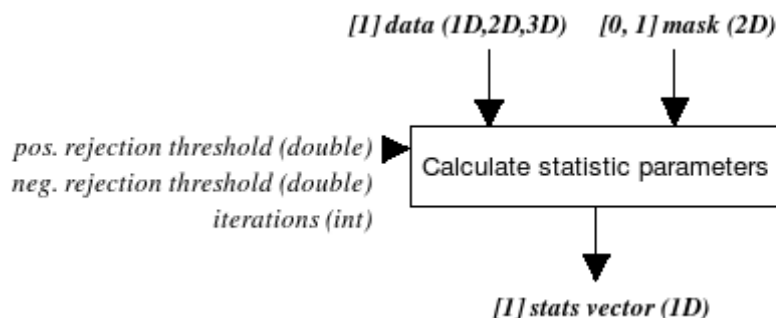 [1] data (1D,2D,3D) [0, 1] mask (2D)
pos. rejection threshold (double)
Calculate statistic parameters
neg. rejection threshold (double)
iterations (int)
[1] stats vector (1D)